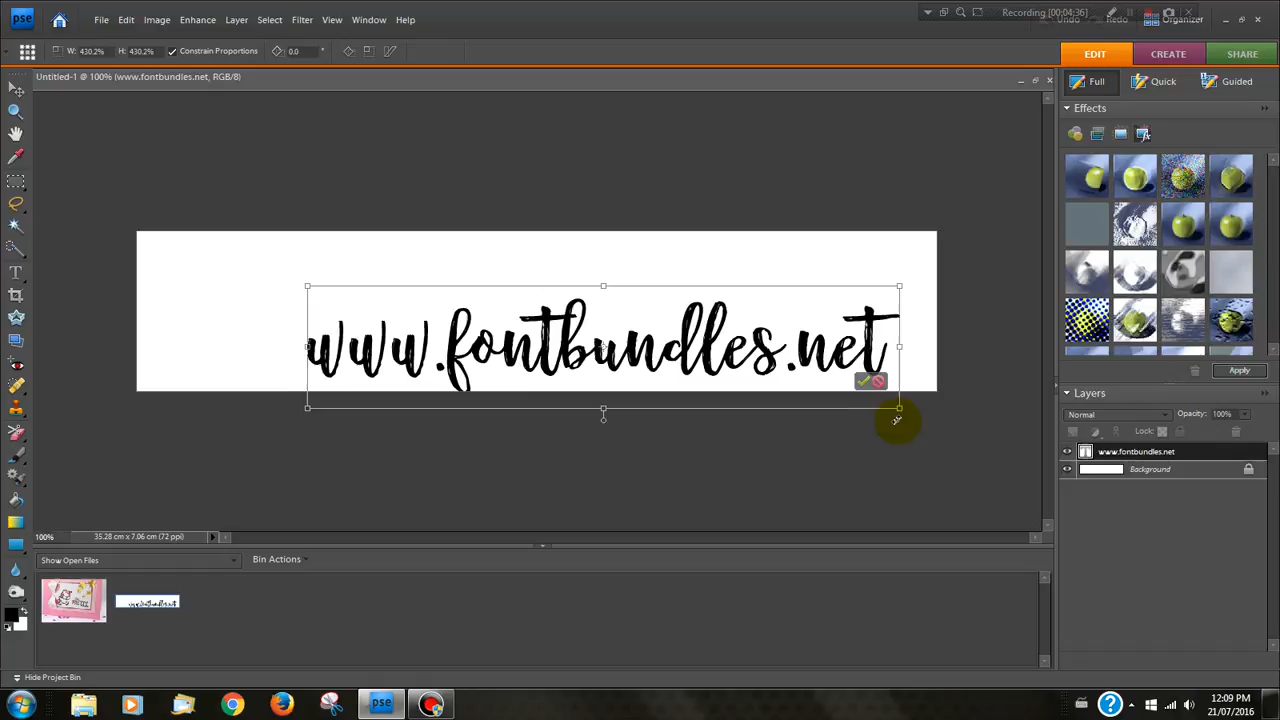 pse File Edit Image Enhance Layer Select Filter View Window Help
Recording [00:04:36]
Undo Redo Organizer
W: 430.2% H: 430.2% Constrain Proportions 0.0
EDIT CREATE SHARE
Untitled-1 @ 100% (www.fontbundles.net, RGB/8)
Full Quick Guided
Effects
www.fontbundles.net
Apply
Layers
Normal Opacity: 100%
Lock:
www.fontbundles.net
Background
100% 35.28 cm x 7.06 cm (72 ppi)
Show Open Files Bin Actions
www.fontbundles.net
Hide Project Bin
pse
12:09 PM
21/07/2016